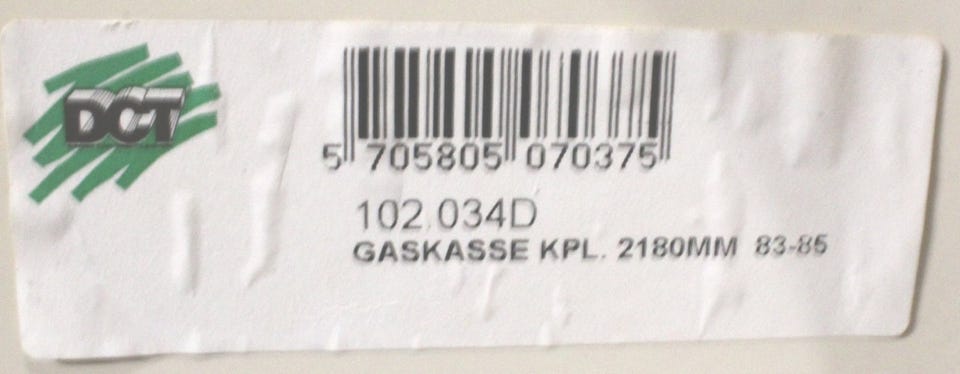 DCT
5 705805 070375
102.034D
GASKASSE KPL. 2180MM 83-85